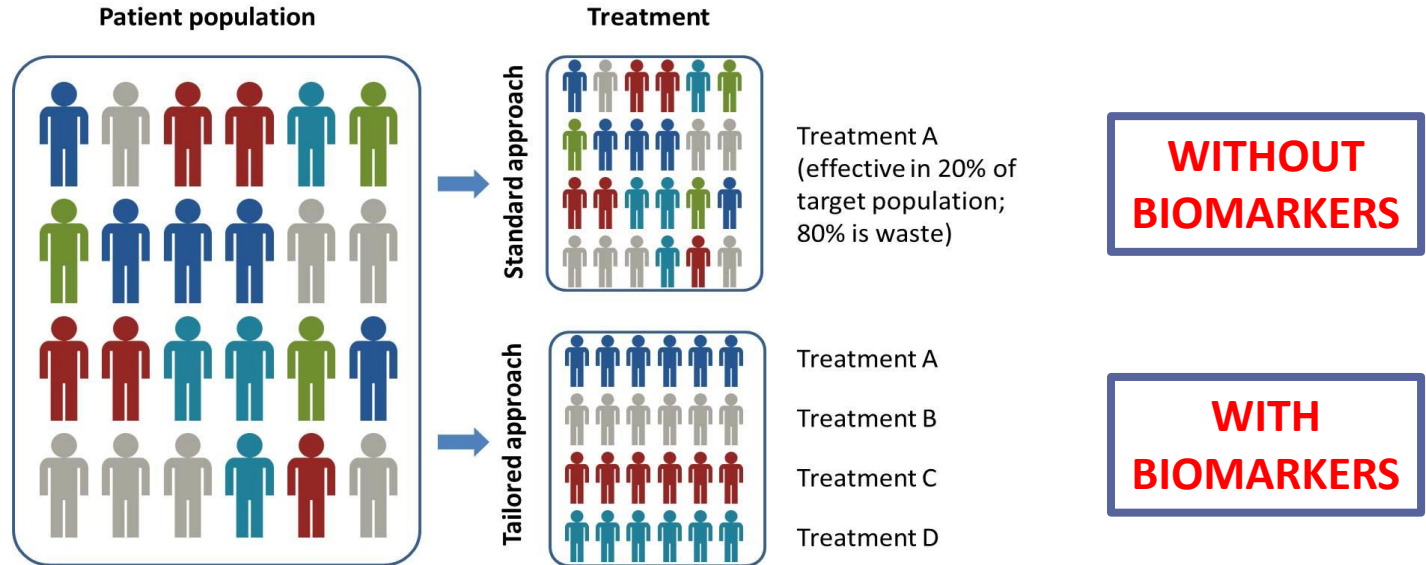 Patient population
Treatment
Standard approach
Treatment A
(effective in 20% of
target population;
80% is waste)
WITHOUT
BIOMARKERS
Tailored approach
Treatment A
Treatment B
Treatment C
Treatment D
WITH
BIOMARKERS